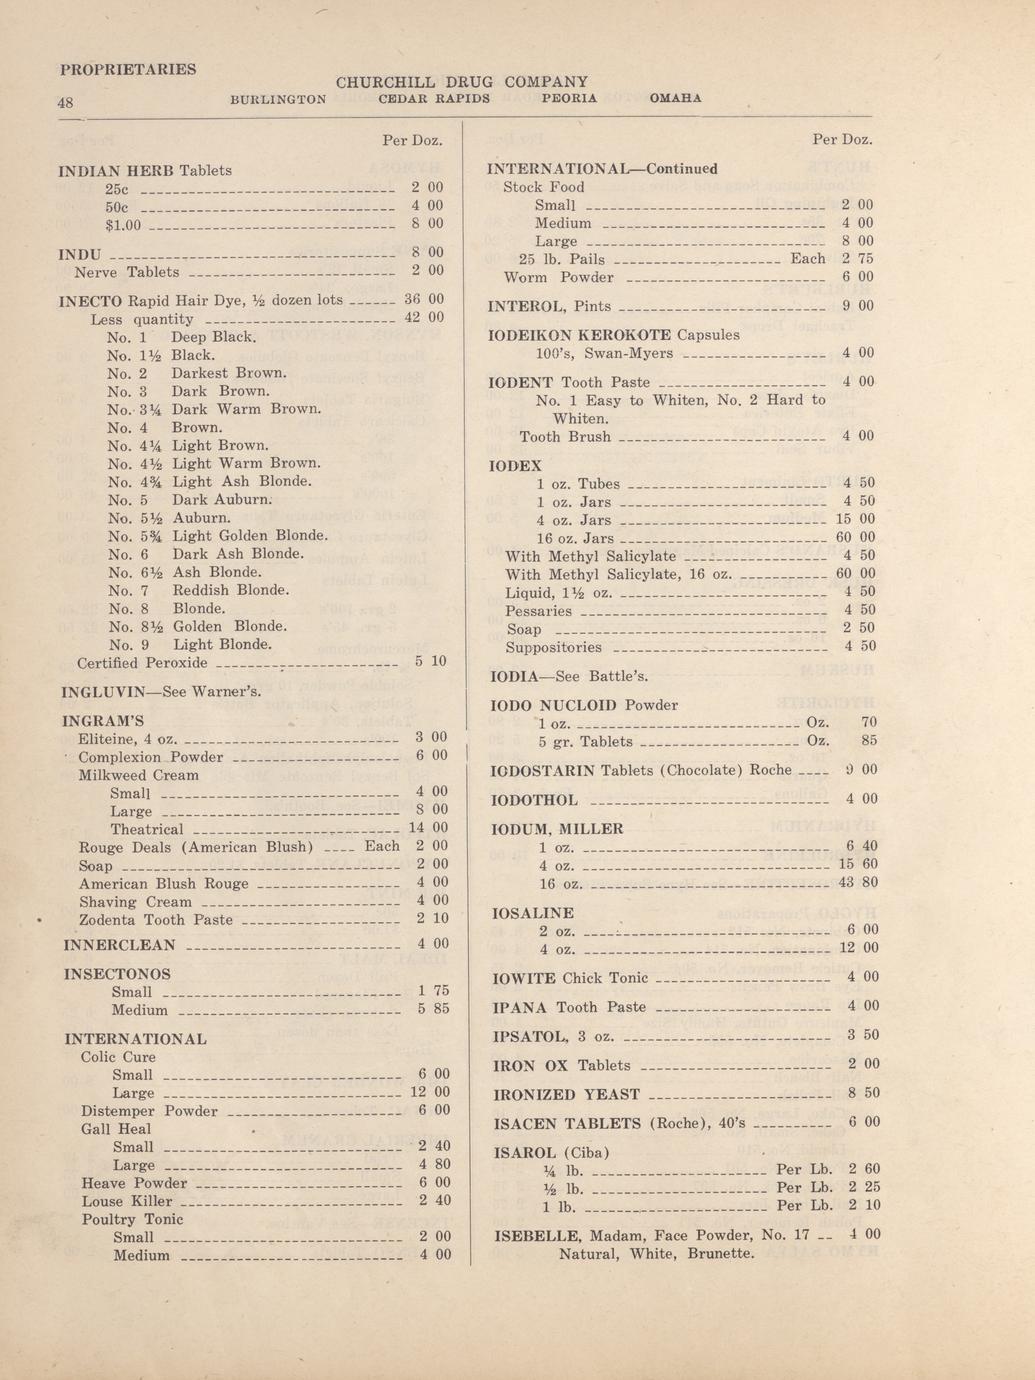 PROPRIETARIES
CHURCHILL DRUG COMPANY
48 BURLINGTON CEDAR RAPIDS PEORIA OMAHA
Per Doz.
INDIAN HERB Tablets
25c 2 00
50c 4 00
$1.00 8 00
INDU 8 00
Nerve Tablets 2 00
INECTO Rapid Hair Dye, ½ dozen lots 36 00
Less quantity 42 00
No. 1 Deep Black.
No. 1½ Black.
No. 2 Darkest Brown.
No. 3 Dark Brown.
No. 3¼ Dark Warm Brown.
No. 4 Brown.
No. 4¼ Light Brown.
No. 4½ Light Warm Brown.
No. 4¾ Light Ash Blonde.
No. 5 Dark Auburn.
No. 5½ Auburn.
No. 5¾ Light Golden Blonde.
No. 6 Dark Ash Blonde.
No. 6½ Ash Blonde.
No. 7 Reddish Blonde.
No. 8 Blonde.
No. 8½ Golden Blonde.
No. 9 Light Blonde.
Certified Peroxide 5 10
INGLUVIN—See Warner's.
INGRAM'S
Eliteine, 4 oz. 3 00
Complexion Powder 6 00
Milkweed Cream
Small 4 00
Large 8 00
Theatrical 14 00
Rouge Deals (American Blush) Each 2 00
Soap 2 00
American Blush Rouge 4 00
Shaving Cream 4 00
Zodenta Tooth Paste 2 10
INNERCLEAN 4 00
INSECTONOS
Small 1 75
Medium 5 85
INTERNATIONAL
Colic Cure
Small 6 00
Large 12 00
Distemper Powder 6 00
Gall Heal
Small 2 40
Large 4 80
Heave Powder 6 00
Louse Killer 2 40
Poultry Tonic
Small 2 00
Medium 4 00
Per Doz.
INTERNATIONAL—Continued
Stock Food
Small 2 00
Medium 4 00
Large 8 00
25 lb. Pails Each 2 75
Worm Powder 6 00
INTEROL, Pints 9 00
IODEIKON KEROKOTE Capsules
100's, Swan-Myers 4 00
IODENT Tooth Paste 4 00
No. 1 Easy to Whiten, No. 2 Hard to
Whiten.
Tooth Brush 4 00
IODEX
1 oz. Tubes 4 50
1 oz. Jars 4 50
4 oz. Jars 15 00
16 oz. Jars 60 00
With Methyl Salicylate 4 50
With Methyl Salicylate, 16 oz. 60 00
Liquid, 1½ oz. 4 50
Pessaries 4 50
Soap 2 50
Suppositories 4 50
IODIA—See Battle's.
IODO NUCLOID Powder
1 oz. Oz. 70
5 gr. Tablets Oz. 85
IODOSTARIN Tablets (Chocolate) Roche 9 00
IODOTHOL 4 00
IODUM, MILLER
1 oz. 6 40
4 oz. 15 60
16 oz. 43 80
IOSALINE
2 oz. 6 00
4 oz. 12 00
IOWITE Chick Tonic 4 00
IPANA Tooth Paste 4 00
IPSATOL, 3 oz. 3 50
IRON OX Tablets 2 00
IRONIZED YEAST 8 50
ISACEN TABLETS (Roche), 40's 6 00
ISAROL (Ciba)
¼ lb. Per Lb. 2 60
½ lb. Per Lb. 2 25
1 lb. Per Lb. 2 10
ISEBELLE, Madam, Face Powder, No. 17 4 00
Natural, White, Brunette.